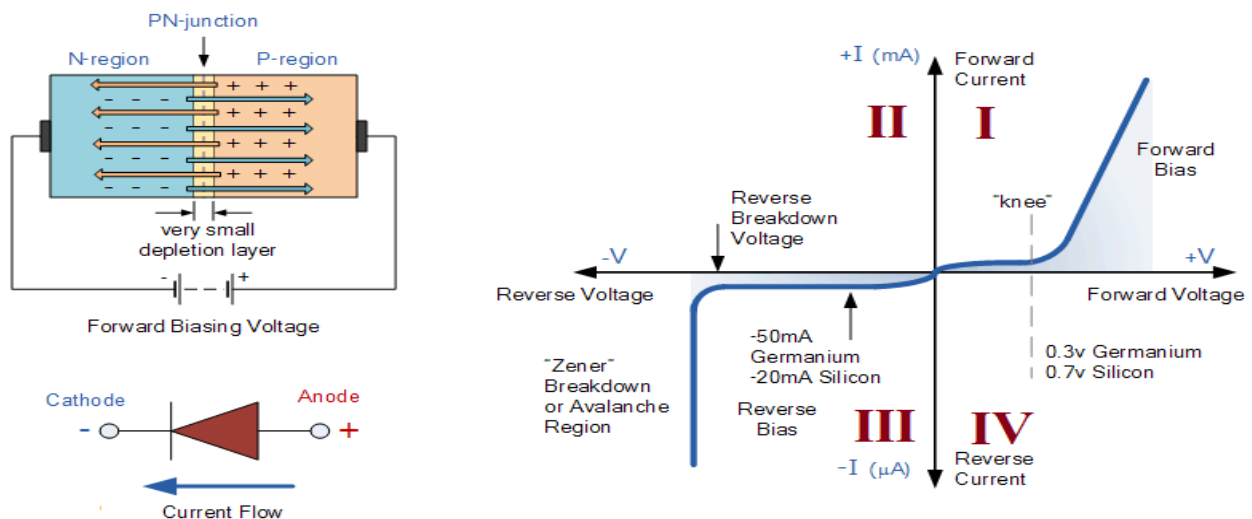 PN-junction
N-region
P-region
+ + +
- - -
+ + +
- - -
+ + +
- - -
+ + +
- - -
very small
depletion layer
- +
Forward Biasing Voltage
Cathode
Anode
- +
Current Flow
+I (mA)
Forward
Current
II I
Forward
Bias
"knee"
Reverse
Breakdown
Voltage
-V
+V
Reverse Voltage
Forward Voltage
-50mA
Germanium
-20mA Silicon
0.3v Germanium
0.7v Silicon
"Zener"
Breakdown
or Avalanche
Region
Reverse
Bias
III IV
-I (µA)
Reverse
Current